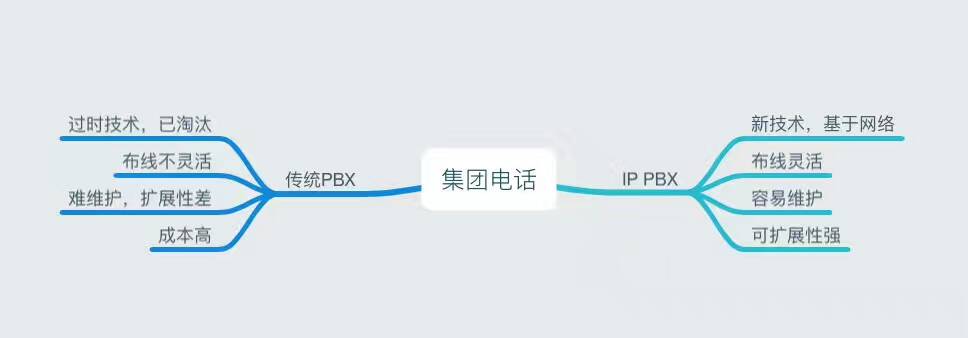 集团电话
传统PBX
过时技术，已淘汰
布线不灵活
难维护，扩展性差
成本高
IP PBX
新技术，基于网络
布线灵活
容易维护
可扩展性强